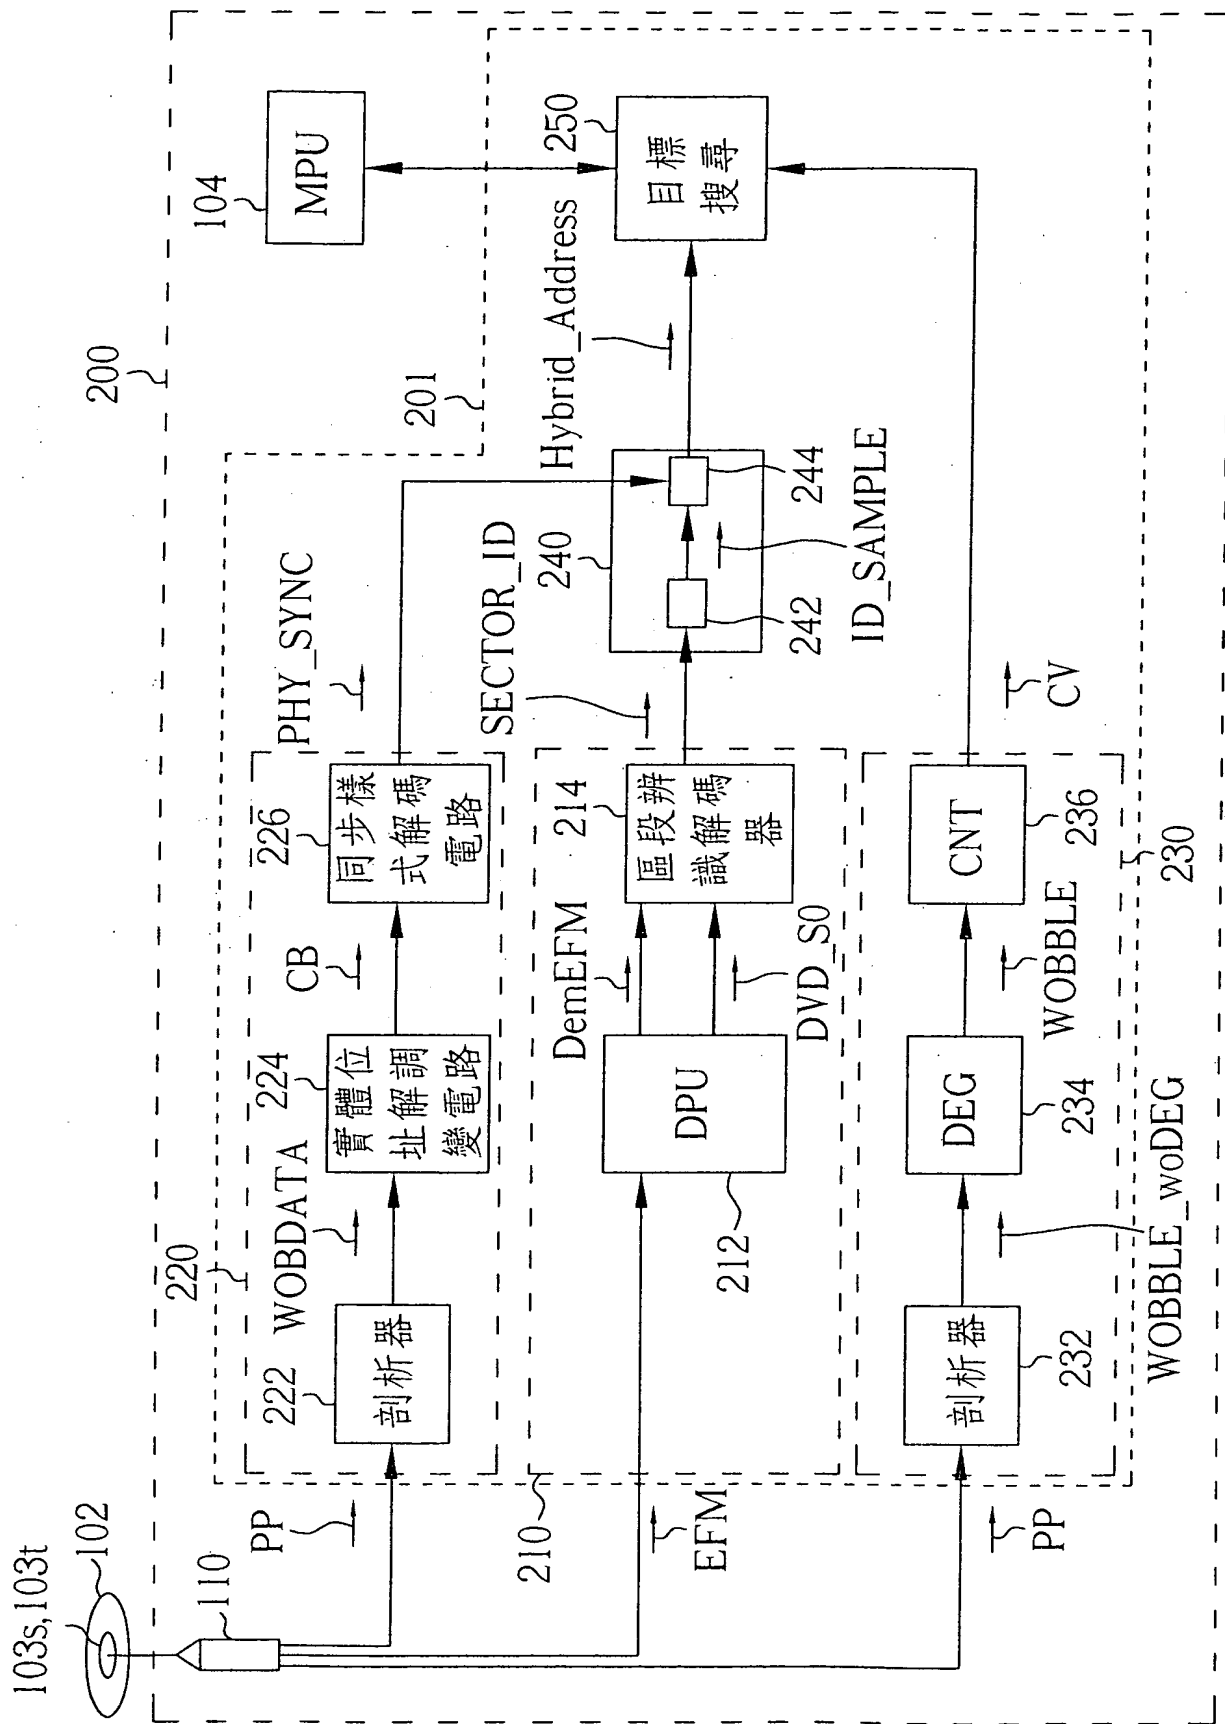 103s,103t
102
110
200
201
220
PP
222
剖析器
WOBDATA
224
實體位
址解調
變電路
CB
226
同步樣
式解碼
電路
PHY_SYNC
104
MPU
210
EFM
212
DPU
DemEFM
DVD_S0
214
區段辨
識解碼
器
SECTOR_ID
240
242
244
ID_SAMPLE
Hybrid_Address
250
目標
搜尋
PP
剖析器
232
WOBBLE_woDEG
DEG
234
WOBBLE
CNT
236
230
CV